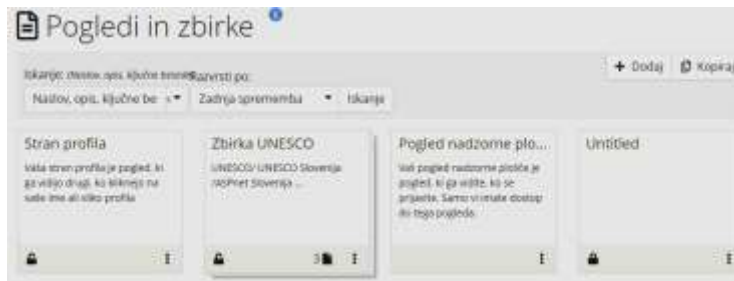 Pogledi in zbirke
+ Dodaj
Kopiraj
Iskanje: (Naslov, opis, ključne besede)
Razvrsti po:
Naslov, opis, ključne be
Zadnja sprememba
Iskanje
Stran profila
Vaša stran profila je pogled, ki
ga vidijo drugi, ko kliknejo na
vaše ime ali sliko profila
Zbirka UNESCO
UNESCO/ UNESCO Slovenija
/ASPnet Slovenija ...
3
Pogled nadzorne plo...
Vaš pogled nadzorne plošče je
pogled, ki ga vidite, ko se
prijavite. Samo vi imate dostop
do tega pogleda.
Untitled